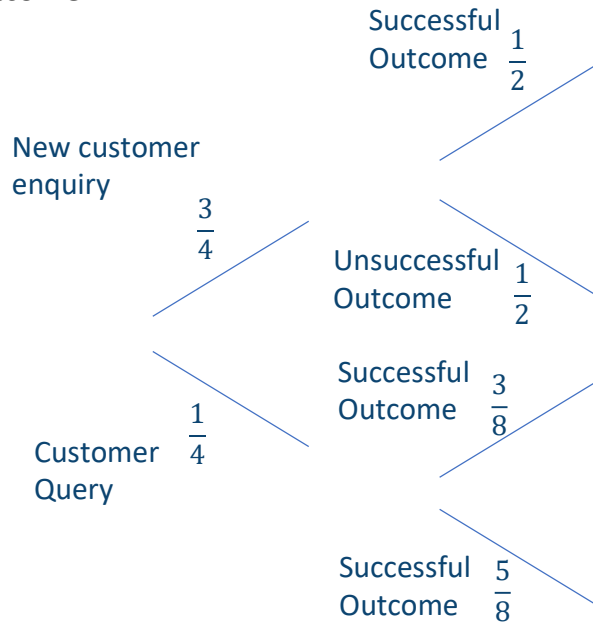 Successful
Outcome 1/2
New customer
enquiry
3/4
Unsuccessful
Outcome 1/2
Successful
Outcome 3/8
1/4
Customer
Query
Successful
Outcome 5/8